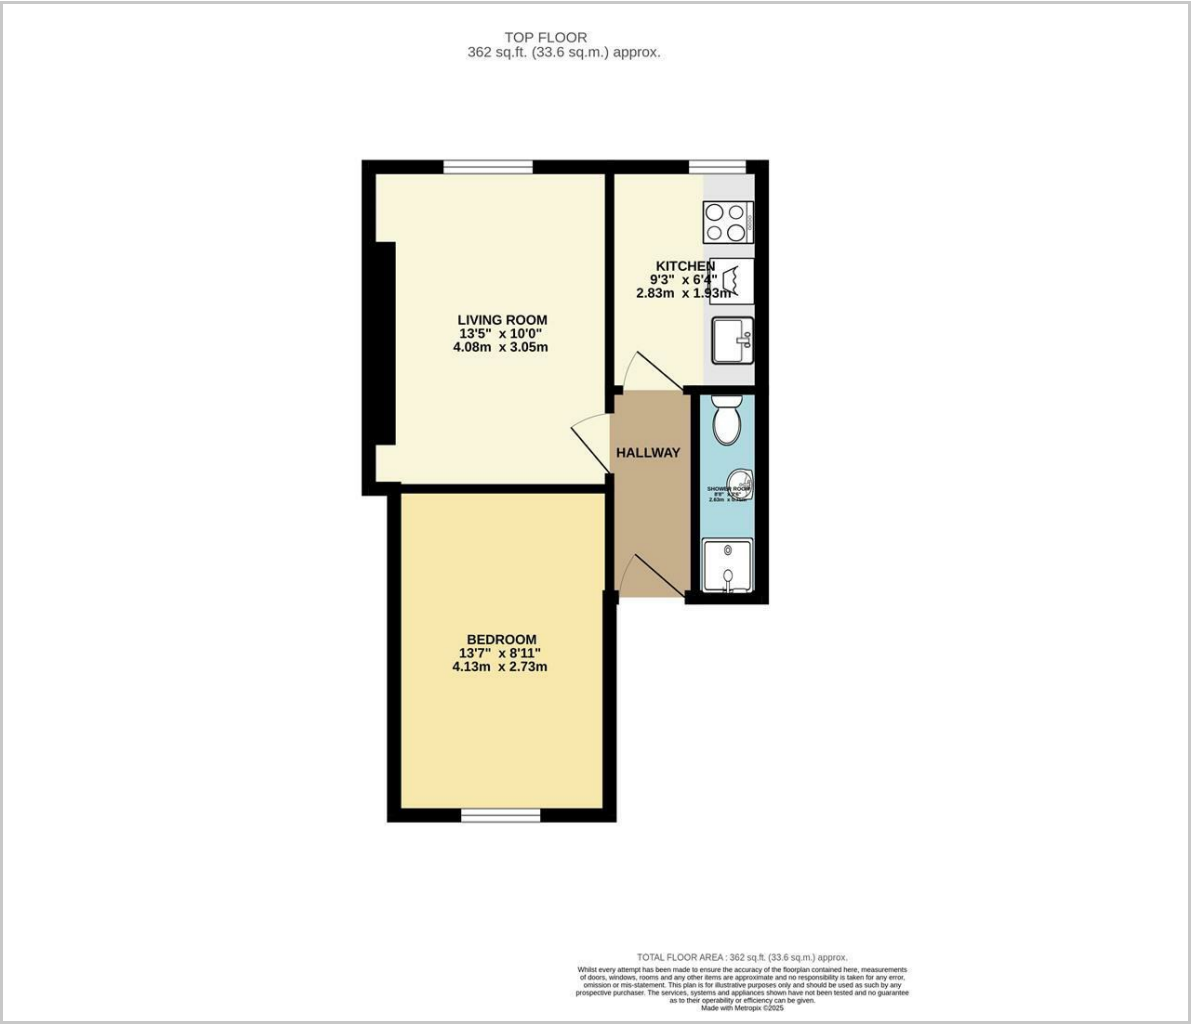 TOP FLOOR
362 sq.ft. (33.6 sq.m.) approx.
KITCHEN
9'3" x 6'4"
2.83m x 1.93m
LIVING ROOM
13'5" x 10'0"
4.08m x 3.05m
HALLWAY
SHOWER ROOM
BEDROOM
13'7" x 8'11"
4.13m x 2.73m
TOTAL FLOOR AREA : 362 sq.ft. (33.6 sq.m.) approx.
Whilst every attempt has been made to ensure the accuracy of the floorplan contained here, measurements
of doors, windows, rooms and any other items are approximate and no responsibility is taken for any error,
omission or mis-statement. This plan is for illustrative purposes only and should be used as such by any
prospective purchaser. The services, systems and appliances shown have not been tested and no guarantee
as to their operability or efficiency can be given.
Made with Metropix ©2025